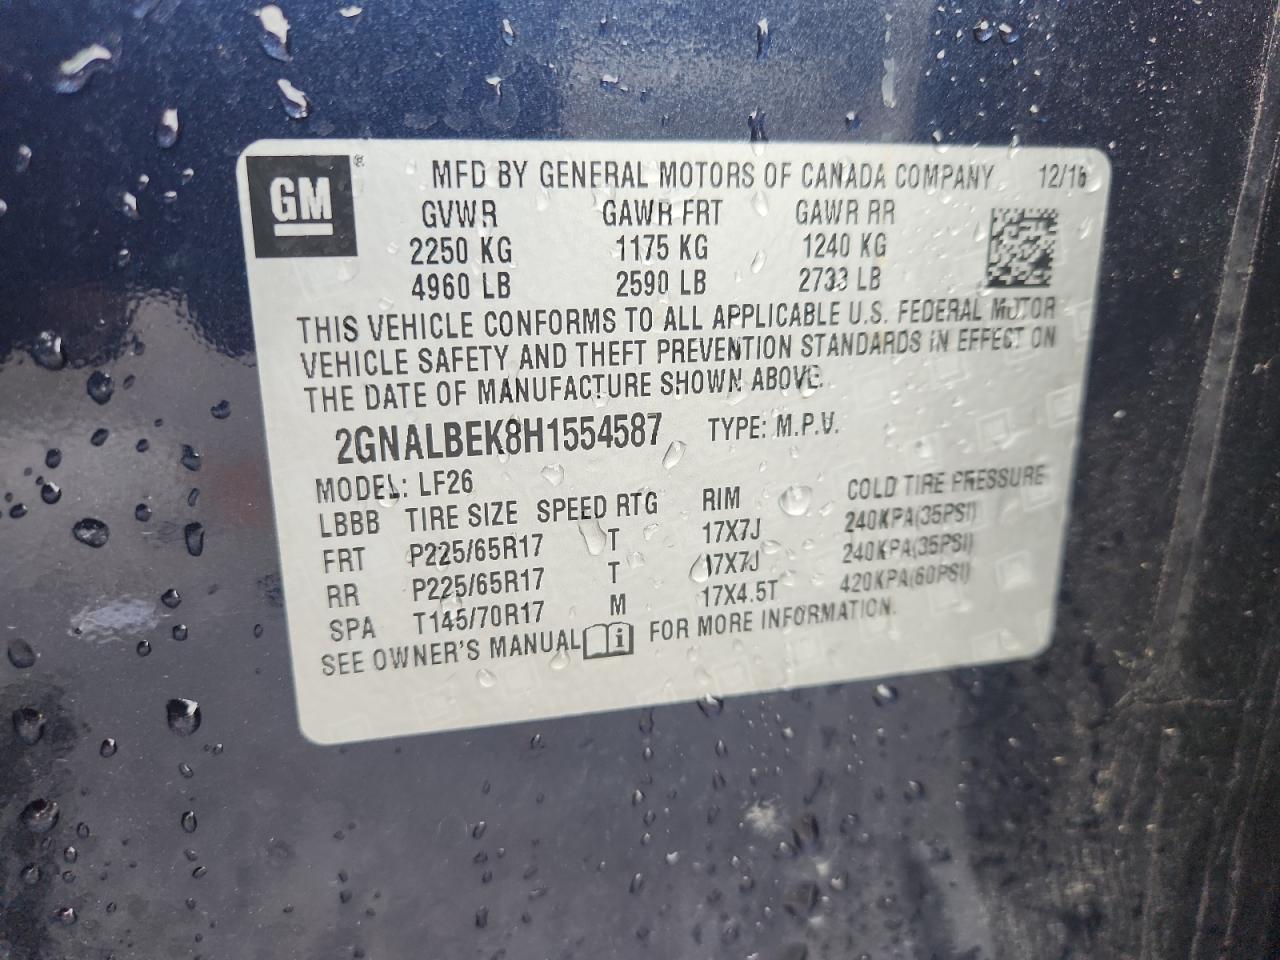 GM® MFD BY GENERAL MOTORS OF CANADA COMPANY 12/16
GVWR GAWR FRT GAWR RR
2250 KG 1175 KG 1240 KG
4960 LB 2590 LB 2733 LB
THIS VEHICLE CONFORMS TO ALL APPLICABLE U.S. FEDERAL MOTOR
VEHICLE SAFETY AND THEFT PREVENTION STANDARDS IN EFFECT ON
THE DATE OF MANUFACTURE SHOWN ABOVE.
2GNALBEK8H1554587 TYPE: M.P.V.
MODEL: LF26
LBBB TIRE SIZE SPEED RTG RIM COLD TIRE PRESSURE
FRT P225/65R17 T 17X7J 240KPA(35PSI)
RR P225/65R17 T 17X7J 240KPA(35PSI)
SPA T145/70R17 M 17X4.5T 420KPA(60PSI)
SEE OWNER'S MANUAL FOR MORE INFORMATION.